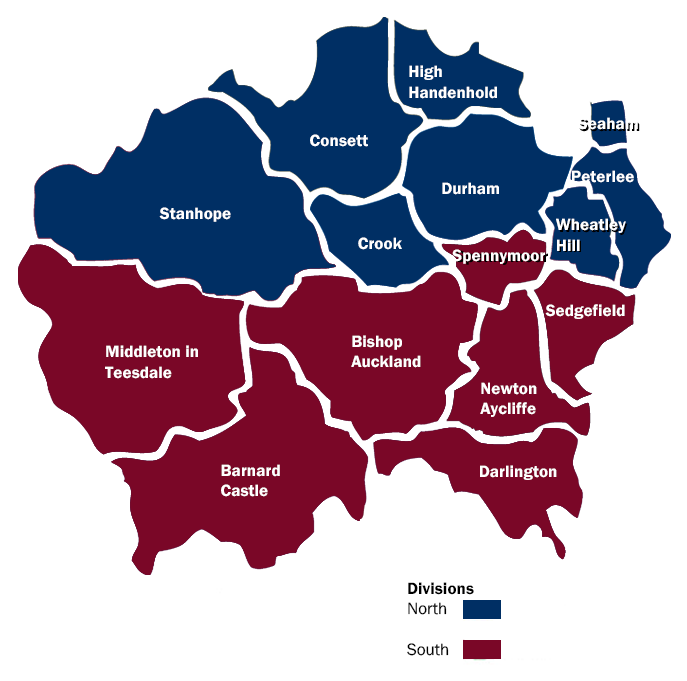 High
Handenhold
Seaham
Consett
Peterlee
Durham
Stanhope
Wheatley
Hill
Crook
Spennymoor
Sedgefield
Bishop
Auckland
Middleton in
Teesdale
Newton
Aycliffe
Barnard
Castle
Darlington
Divisions
North
South